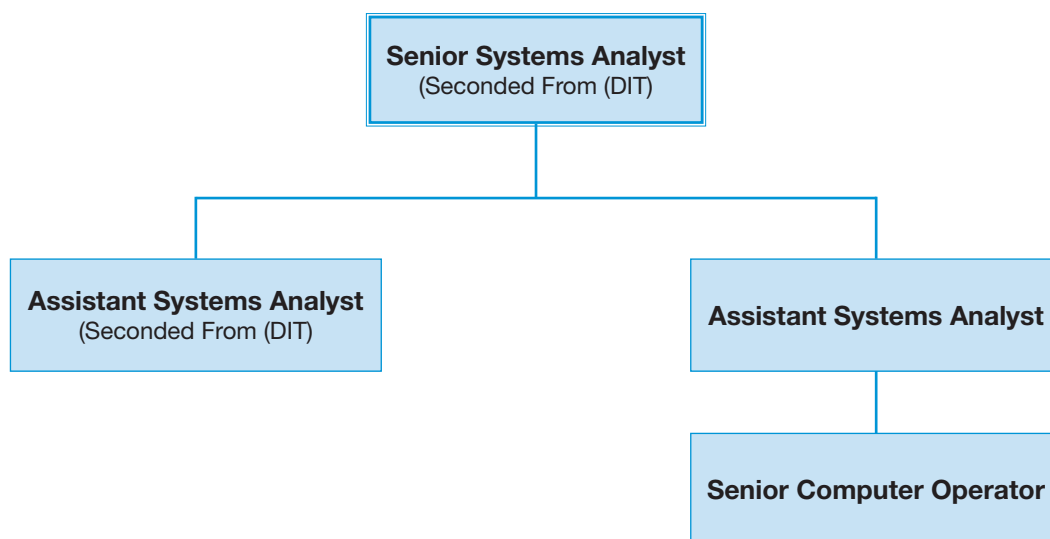 Senior Systems Analyst
(Seconded From (DIT)
Assistant Systems Analyst
(Seconded From (DIT)
Assistant Systems Analyst
Senior Computer Operator